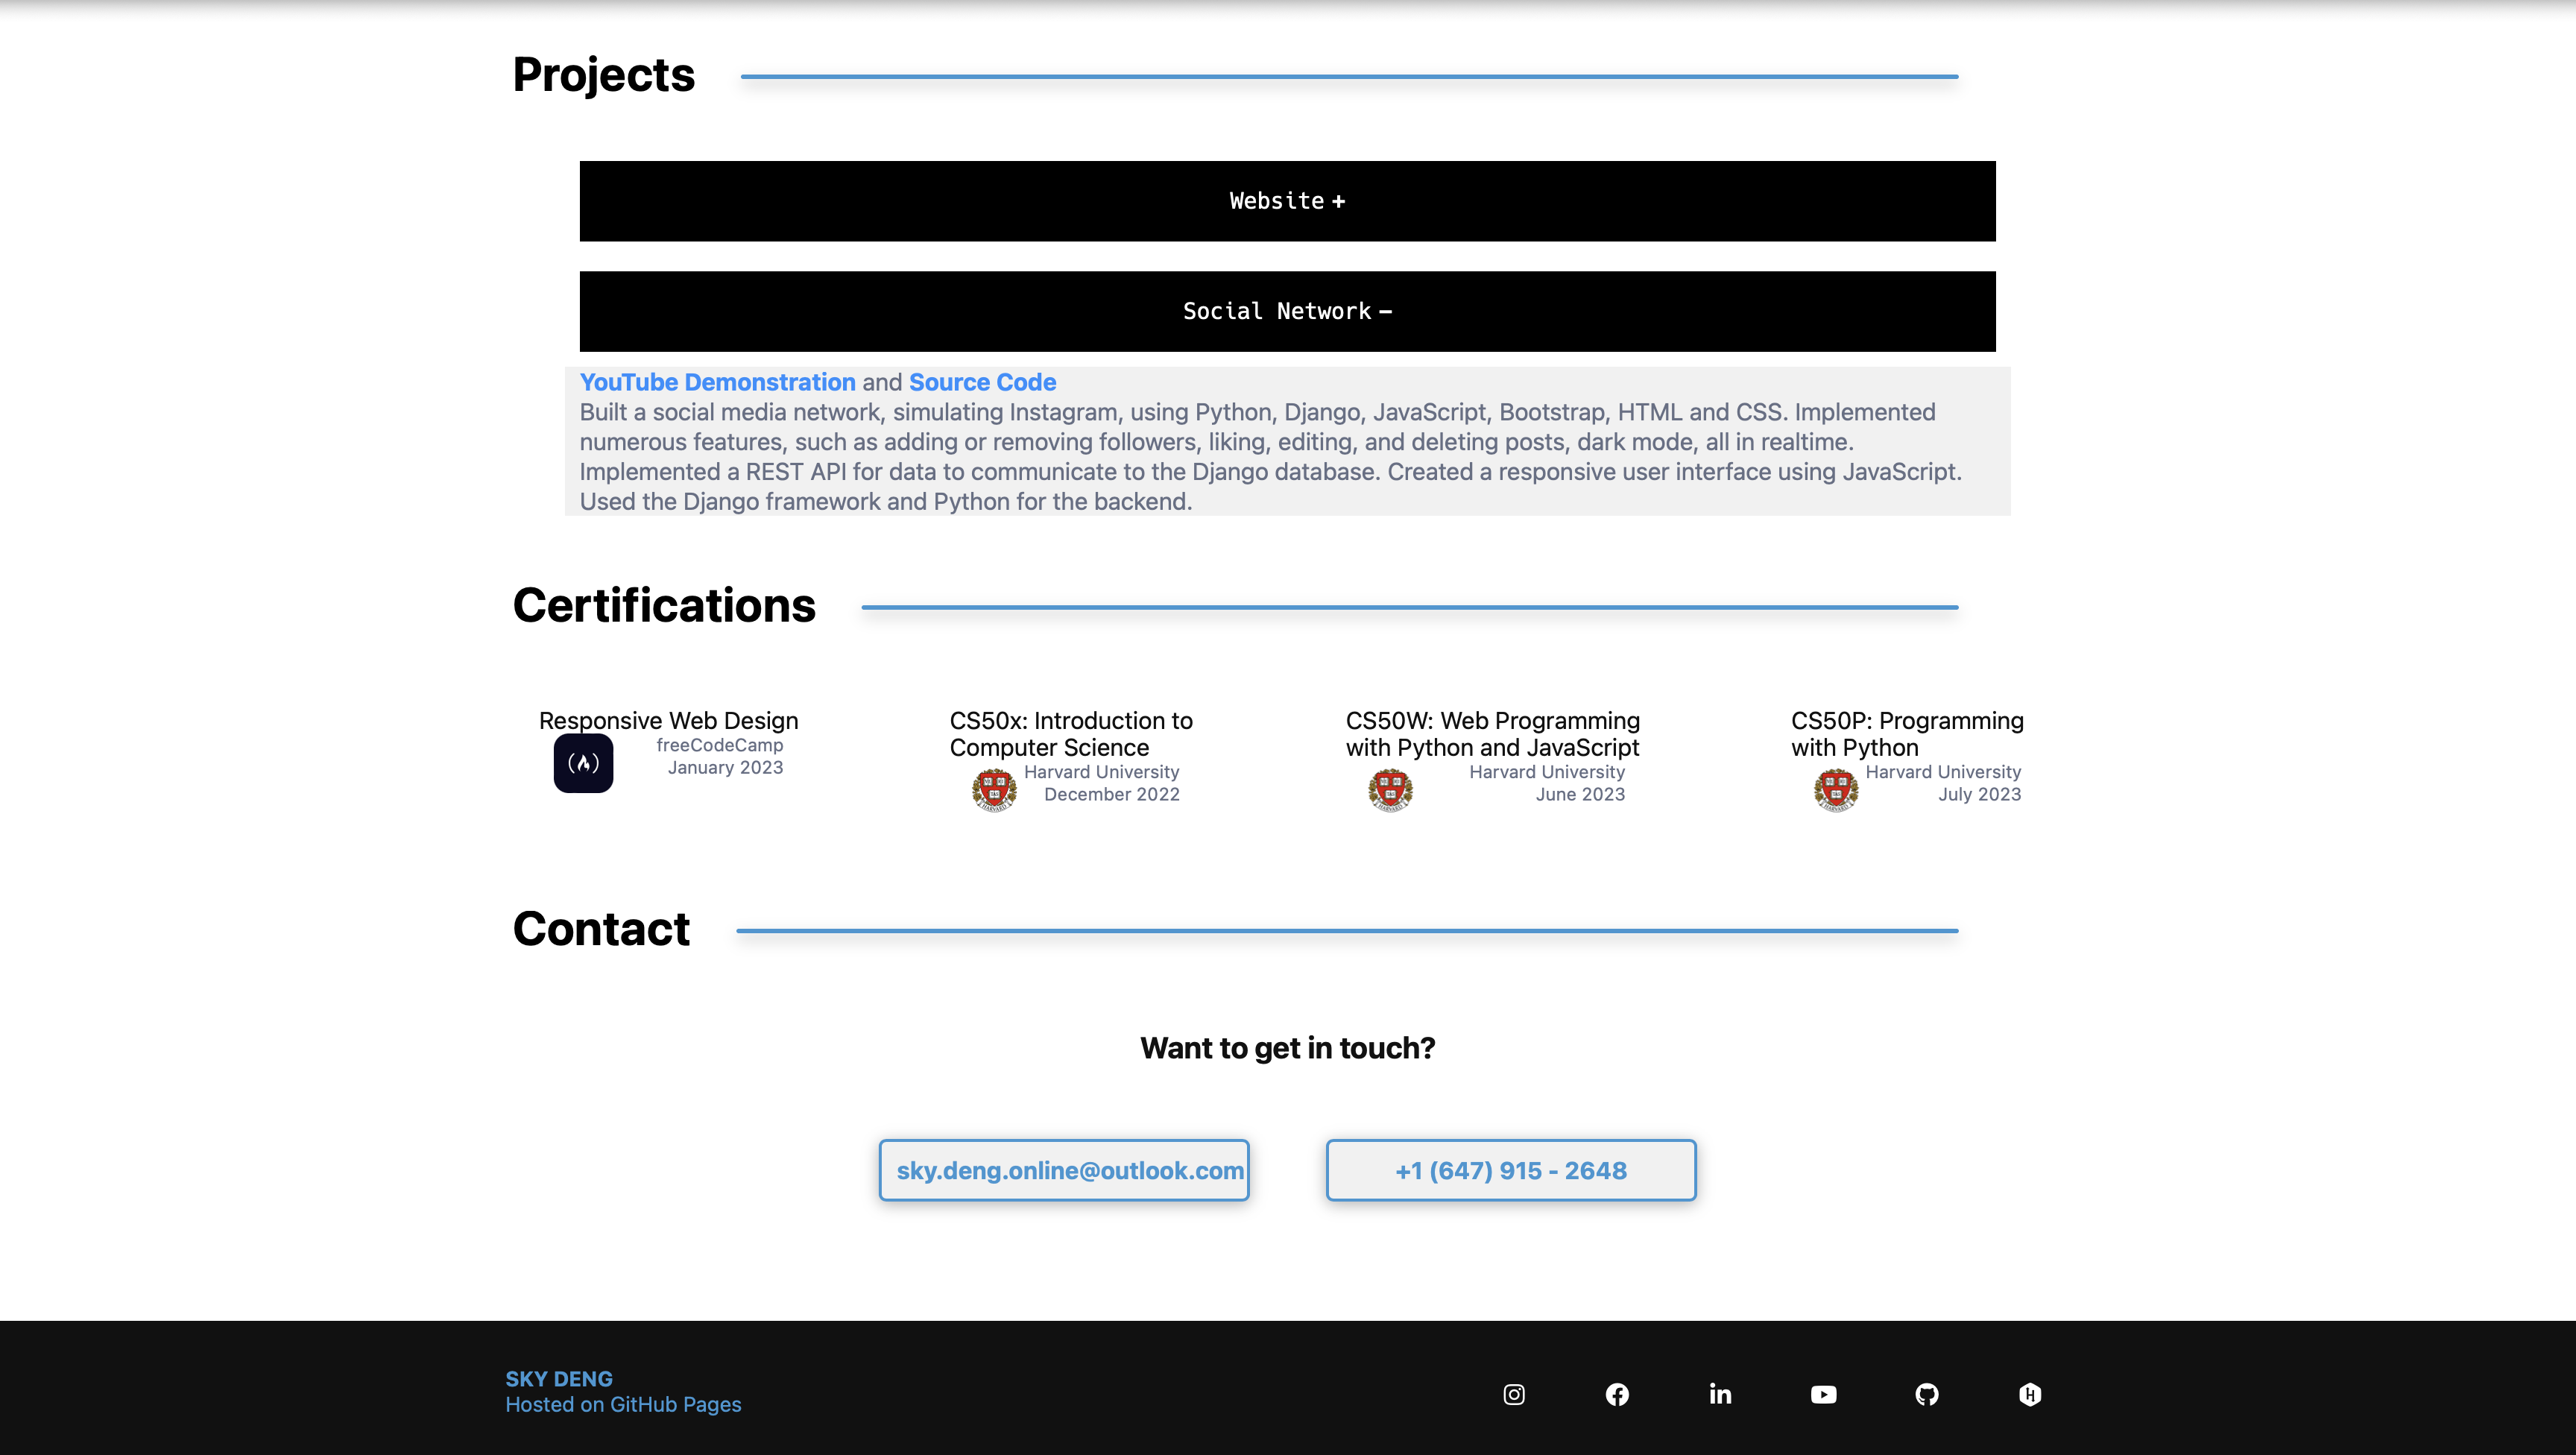 Projects
Website +
Social Network −
YouTube Demonstration and Source Code
Built a social media network, simulating Instagram, using Python, Django, JavaScript, Bootstrap, HTML and CSS. Implemented
numerous features, such as adding or removing followers, liking, editing, and deleting posts, dark mode, all in realtime.
Implemented a REST API for data to communicate to the Django database. Created a responsive user interface using JavaScript.
Used the Django framework and Python for the backend.
Certifications
Responsive Web Design
freeCodeCamp
January 2023
CS50x: Introduction to
Computer Science
Harvard University
December 2022
CS50W: Web Programming
with Python and JavaScript
Harvard University
June 2023
CS50P: Programming
with Python
Harvard University
July 2023
Contact
Want to get in touch?
sky.deng.online@outlook.com
+1 (647) 915 - 2648
SKY DENG
Hosted on GitHub Pages